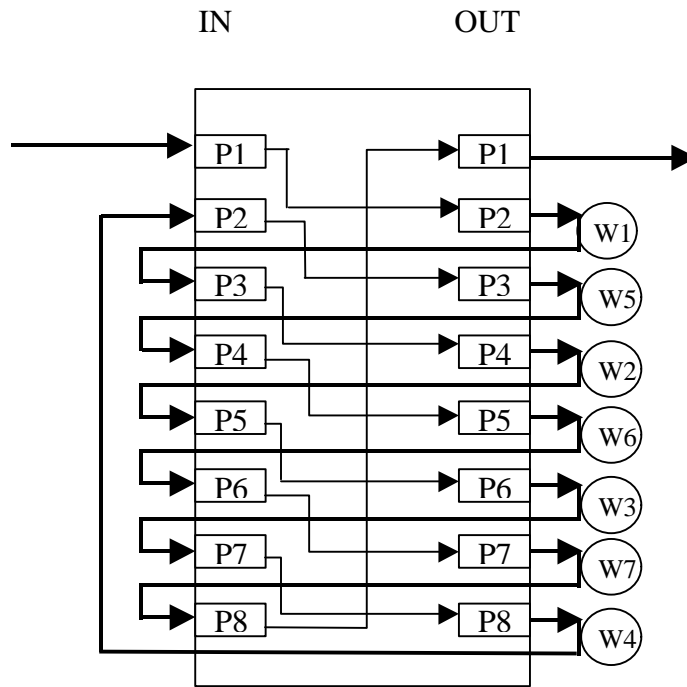 IN OUT
P1 P1
P2 P2 W1
P3 P3 W5
P4 P4 W2
P5 P5 W6
P6 P6 W3
P7 P7 W7
P8 P8 W4